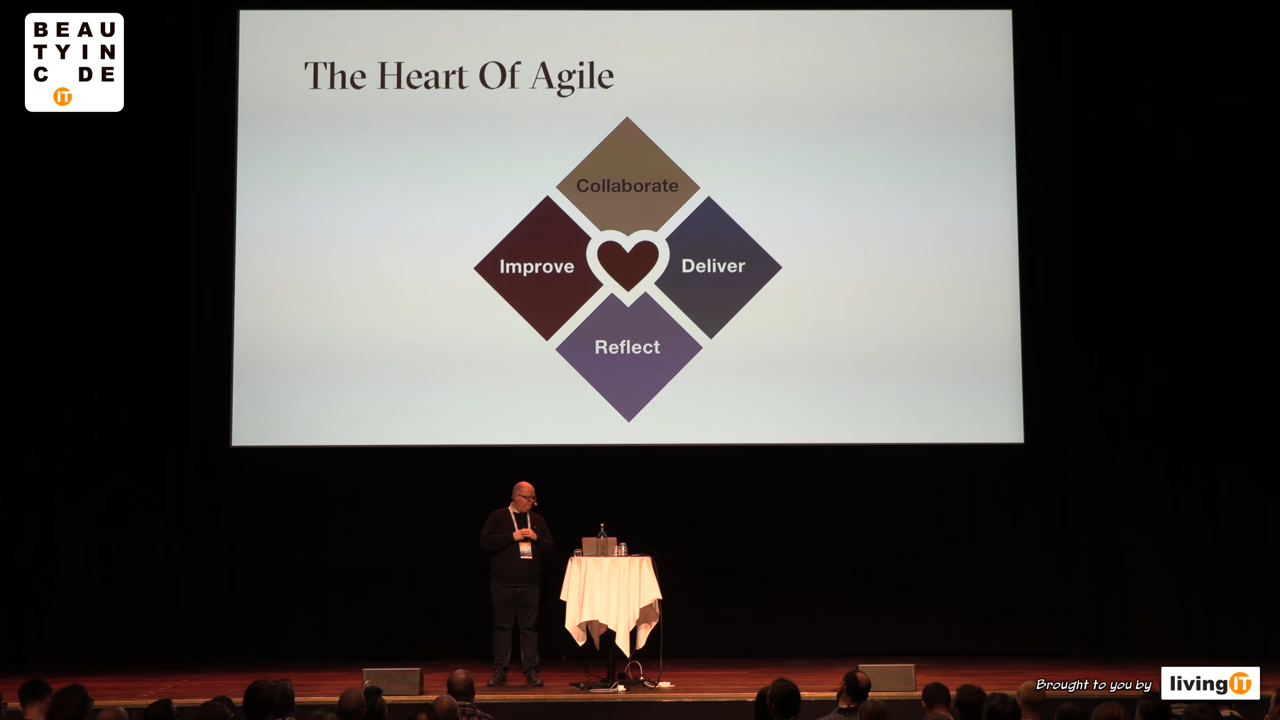 BEAU
TYIN
C DE
IT
The Heart Of Agile
Collaborate
Improve
Deliver
Reflect
Brought to you by
livingIT